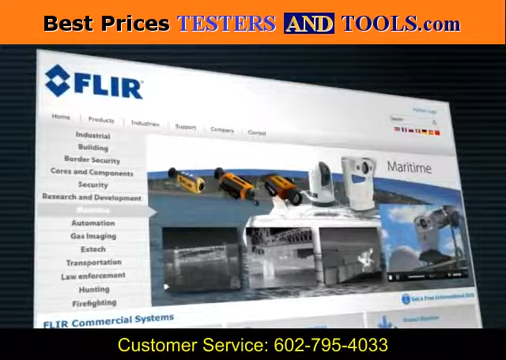 Best Prices TESTERS AND TOOLS.com
FLIR
Home Products Industries Support Company Contact
Industrial
Building
Border Security
Cores and Components
Security
Research and Development
Maritime
Automation
Gas Imaging
Extech
Transportation
Law enforcement
Hunting
Firefighting
Maritime
FLIR Commercial Systems
Customer Service: 602-795-4033